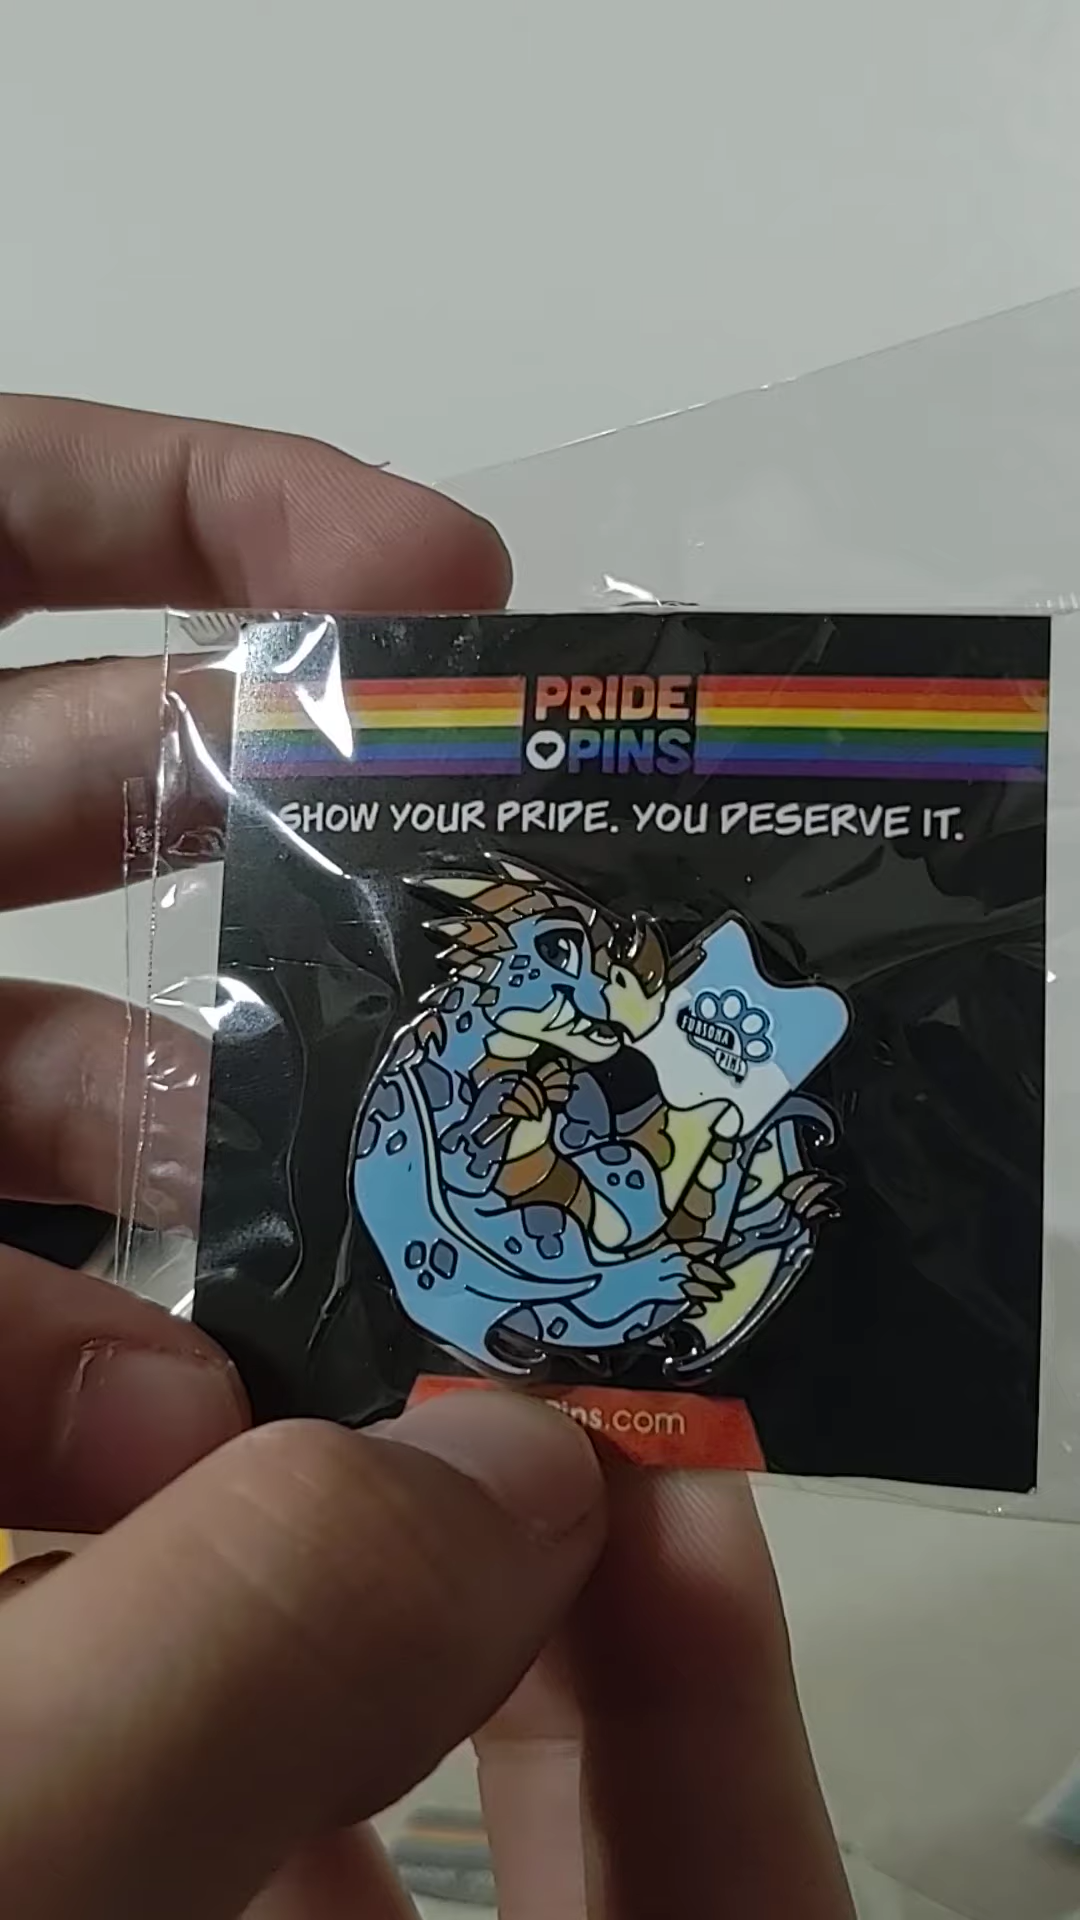 PRIDE
PINS
SHOW YOUR PRIDE. YOU DESERVE IT.
FURSONA
PINS
Pins.com